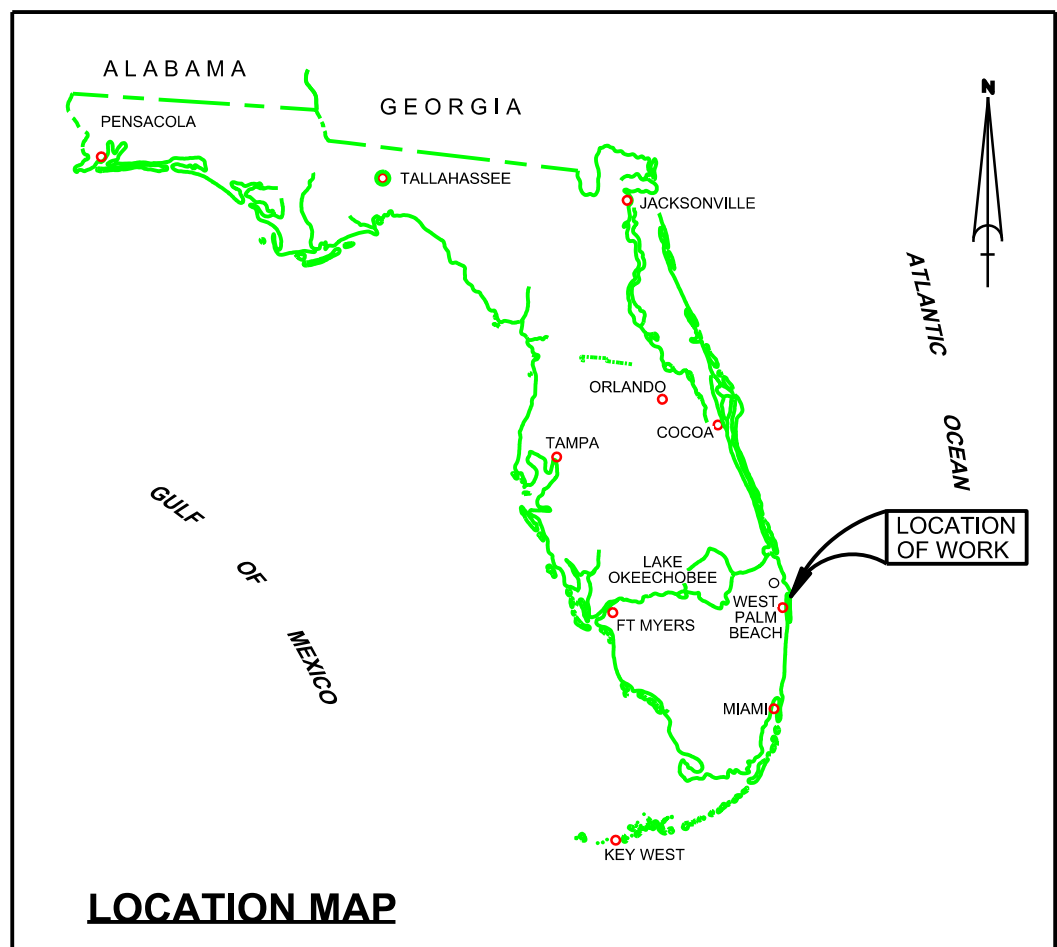 ALABAMA
GEORGIA
N
PENSACOLA
TALLAHASSEE
JACKSONVILLE
ATLANTIC
OCEAN
ORLANDO
COCOA
TAMPA
GULF
OF
MEXICO
LOCATION
OF WORK
LAKE
OKEECHOBEE
WEST
PALM
BEACH
FT MYERS
MIAMI
KEY WEST
LOCATION MAP